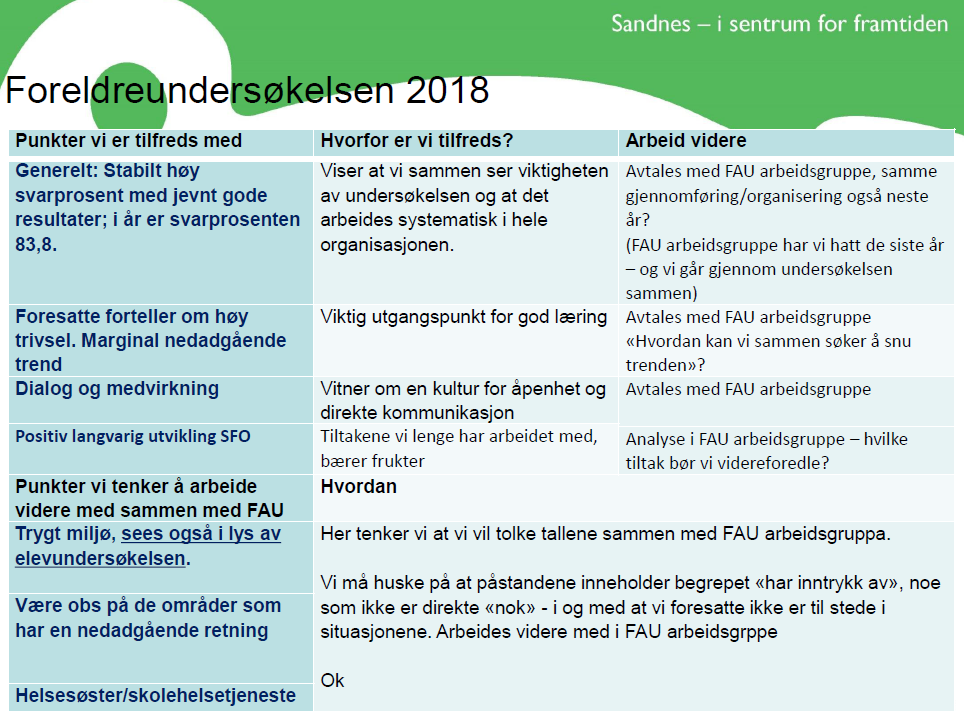 Sandnes – i sentrum for framtiden
Foreldreundersøkelsen 2018
Punkter vi er tilfreds med
Hvorfor er vi tilfreds?
Arbeid videre
Generelt: Stabilt høy
svarprosent med jevnt gode
resultater; i år er svarprosenten
83,8.
Viser at vi sammen ser viktigheten
av undersøkelsen og at det
arbeides systematisk i hele
organisasjonen.
Avtales med FAU arbeidsgruppe, samme
gjennomføring/organisering også neste
år?
(FAU arbeidsgruppe har vi hatt de siste år
– og vi går gjennom undersøkelsen
sammen)
Foresatte forteller om høy
trivsel. Marginal nedadgående
trend
Viktig utgangspunkt for god læring
Avtales med FAU arbeidsgruppe
«Hvordan kan vi sammen søker å snu
trenden»?
Dialog og medvirkning
Vitner om en kultur for åpenhet og
direkte kommunikasjon
Avtales med FAU arbeidsgruppe
Positiv langvarig utvikling SFO
Tiltakene vi lenge har arbeidet med,
bærer frukter
Analyse i FAU arbeidsgruppe – hvilke
tiltak bør vi videreforedle?
Punkter vi tenker å arbeide
videre med sammen med FAU
Hvordan
Trygt miljø, sees også i lys av
elevundersøkelsen.
Her tenker vi at vi vil tolke tallene sammen med FAU arbeidsgruppa.
Vi må huske på at påstandene inneholder begrepet «har inntrykk av», noe
som ikke er direkte «nok» - i og med at vi foresatte ikke er til stede i
situasjonene. Arbeides videre med i FAU arbeidsgrppe
Være obs på de områder som
har en nedadgående retning
Ok
Helsesøster/skolehelsetjeneste